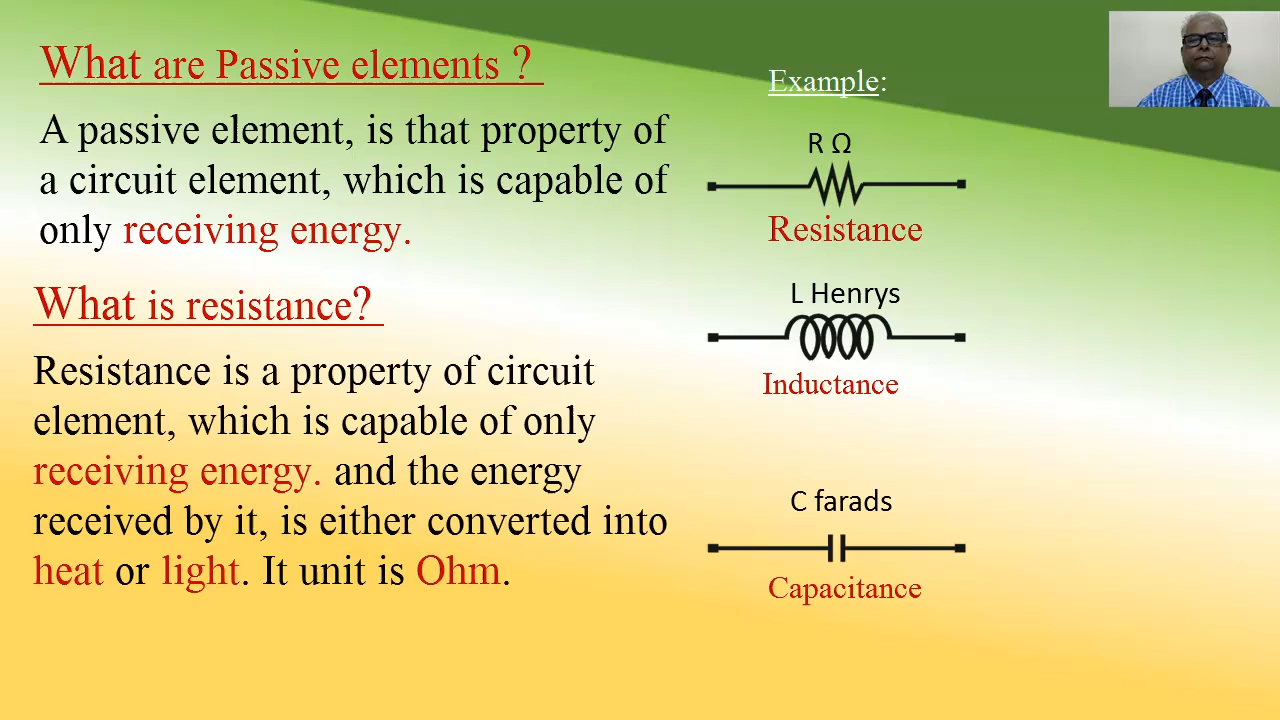 What are Passive elements ?
A passive element, is that property of
a circuit element, which is capable of
only receiving energy.
What is resistance?
Resistance is a property of circuit
element, which is capable of only
receiving energy. and the energy
received by it, is either converted into
heat or light. It unit is Ohm.
Example:
R Ω
Resistance
L Henrys
Inductance
C farads
Capacitance